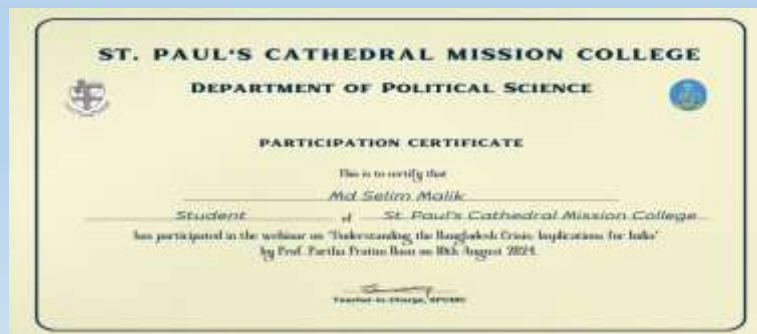 ST. PAUL'S CATHEDRAL MISSION COLLEGE
DEPARTMENT OF POLITICAL SCIENCE
PARTICIPATION CERTIFICATE
This is to certify that
Md Selim Malik
Student of St. Paul's Cathedral Mission College
has participated in the webinar on "Understanding the Bangladesh Crisis: Implications for India"
by Prof. Partha Pratim Basu on August 2024.
Teacher-in-Charge, SPCMC